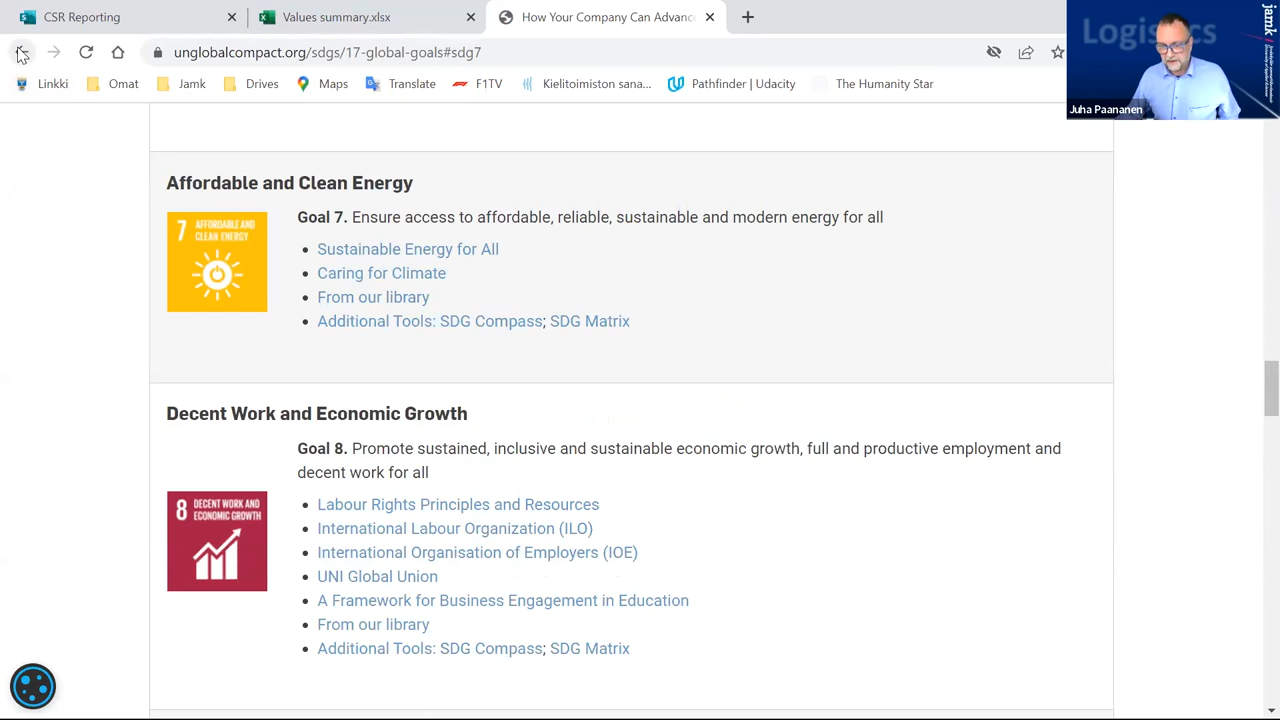 CSR Reporting
Values summary.xlsx
How Your Company Can Advanc
unglobalcompact.org/sdgs/17-global-goals#sdg7
Linkki
Omat
Jamk
Drives
Maps
Translate
F1TV
Kielitoimiston sana...
Pathfinder | Udacity
The Humanity Star
Logistics
jamk
Juha Paananen
Affordable and Clean Energy
Goal 7. Ensure access to affordable, reliable, sustainable and modern energy for all
7 AFFORDABLE AND
CLEAN ENERGY
Sustainable Energy for All
Caring for Climate
From our library
Additional Tools: SDG Compass; SDG Matrix
Decent Work and Economic Growth
Goal 8. Promote sustained, inclusive and sustainable economic growth, full and productive employment and
decent work for all
8 DECENT WORK AND
ECONOMIC GROWTH
Labour Rights Principles and Resources
International Labour Organization (ILO)
International Organisation of Employers (IOE)
UNI Global Union
A Framework for Business Engagement in Education
From our library
Additional Tools: SDG Compass; SDG Matrix